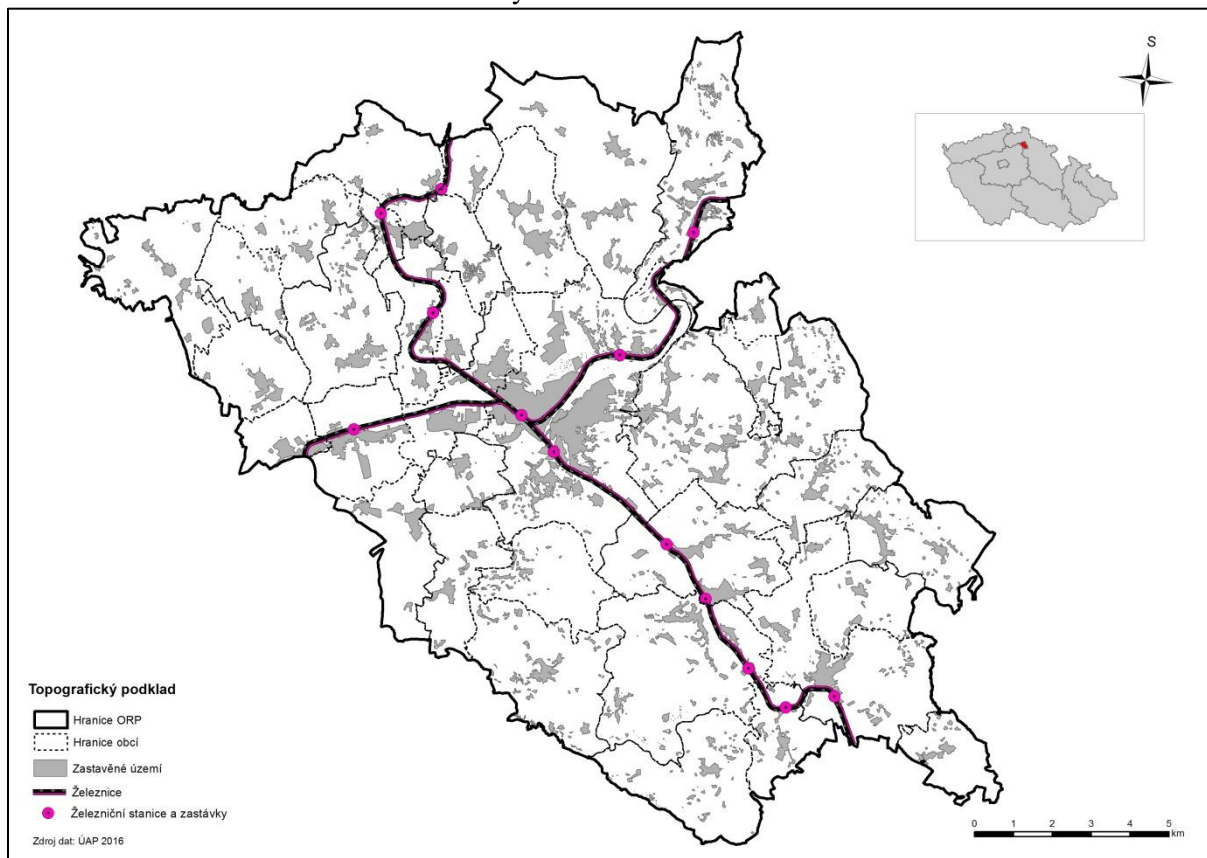 S
Topografický podklad
Hranice ORP
Hranice obcí
Zastavěné území
Železnice
Železniční stanice a zastávky
Zdroj dat: ÚAP 2016
0 1 2 3 4 5
km